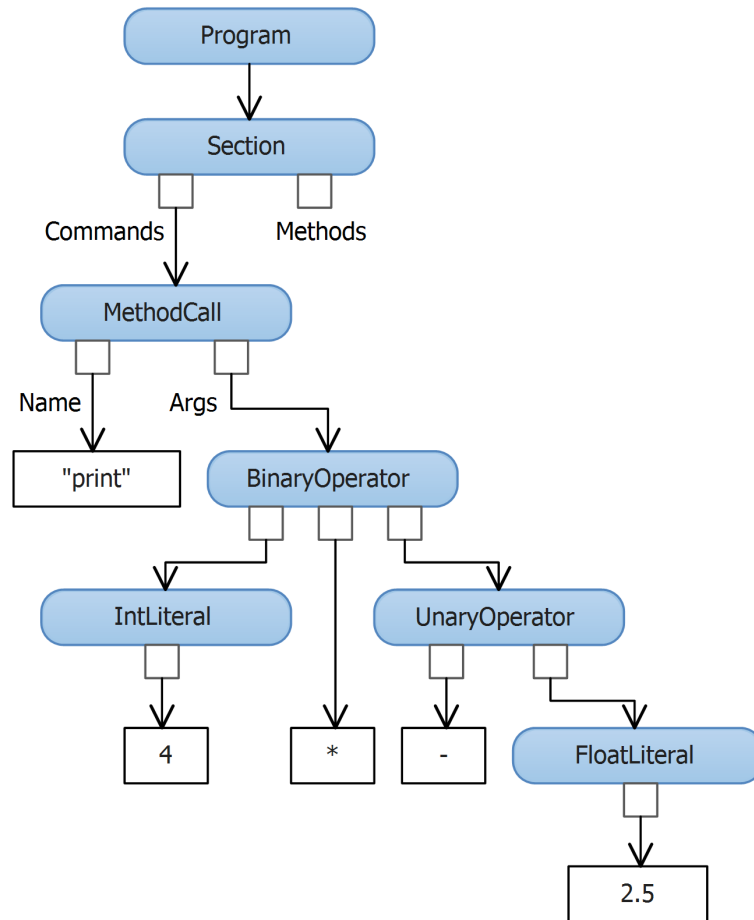 Program
Section
Commands
Methods
MethodCall
Name
Args
"print"
BinaryOperator
IntLiteral
UnaryOperator
4
*
-
FloatLiteral
2.5